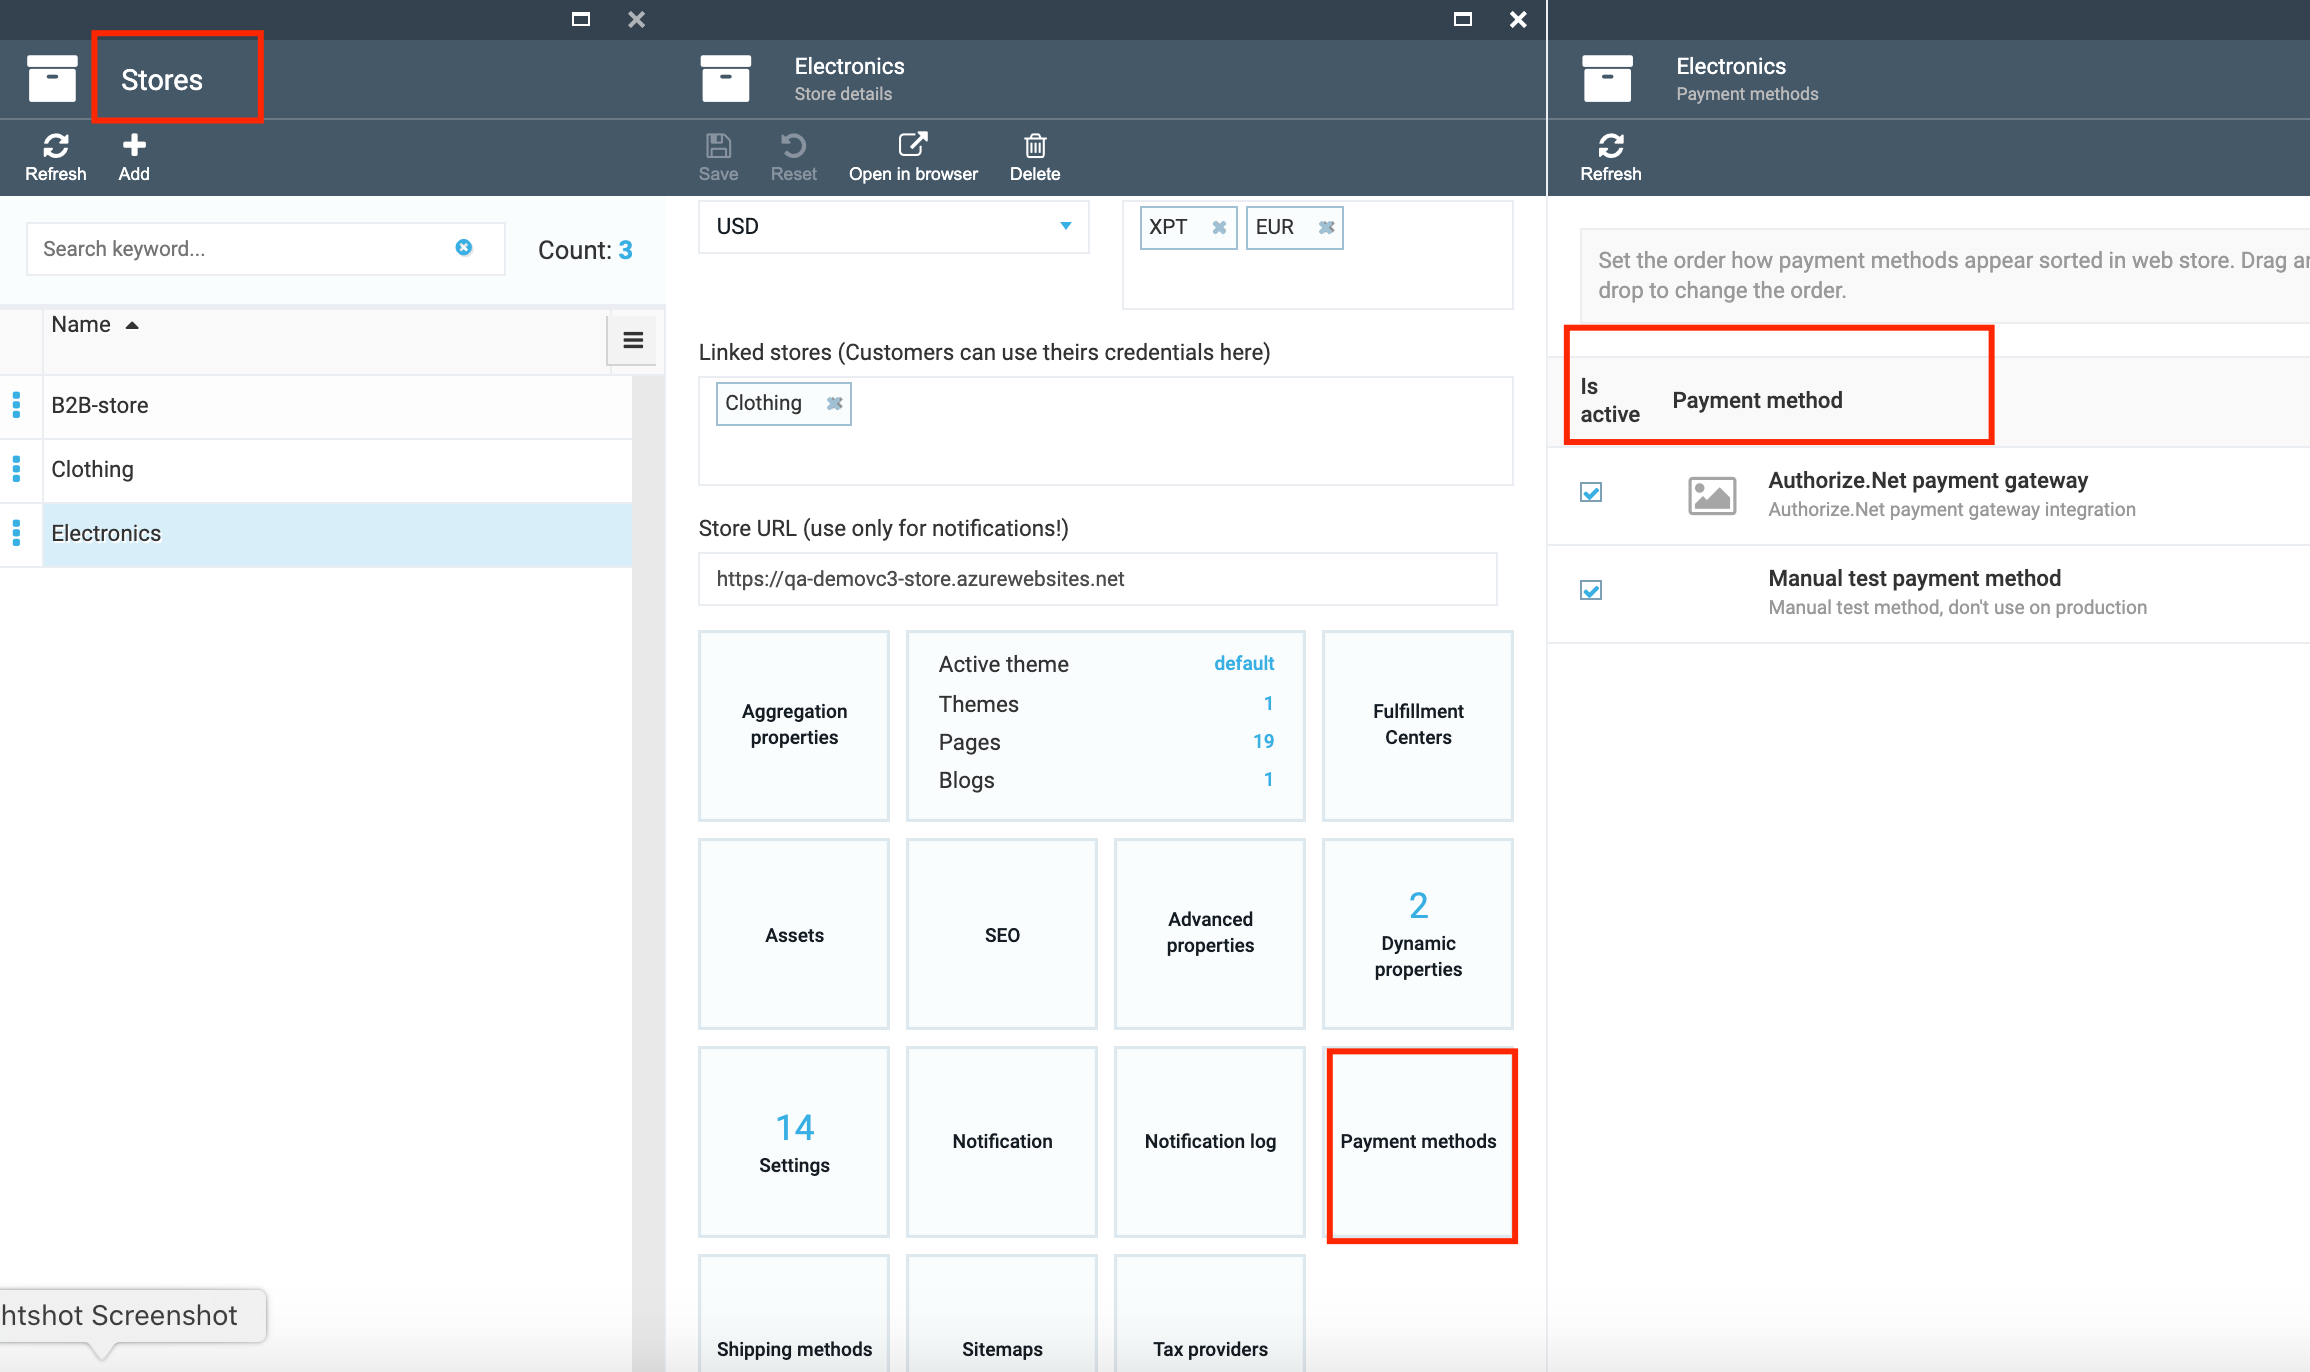 Stores
Refresh
Add
Search keyword...
Count: 3
Name
B2B-store
Clothing
Electronics
htshot Screenshot
Electronics
Store details
Save
Reset
Open in browser
Delete
USD
XPT
EUR
Linked stores (Customers can use theirs credentials here)
Clothing
Store URL (use only for notifications!)
https://qa-demovc3-store.azurewebsites.net
Aggregation
properties
Active theme default
Themes 1
Pages 19
Blogs 1
Fulfillment
Centers
Assets
SEO
Advanced
properties
2
Dynamic
properties
14
Settings
Notification
Notification log
Payment methods
Shipping methods
Sitemaps
Tax providers
Electronics
Payment methods
Refresh
Set the order how payment methods appear sorted in web store. Drag
drop to change the order.
Is
active
Payment method
Authorize.Net payment gateway
Authorize.Net payment gateway integration
Manual test payment method
Manual test method, don't use on production